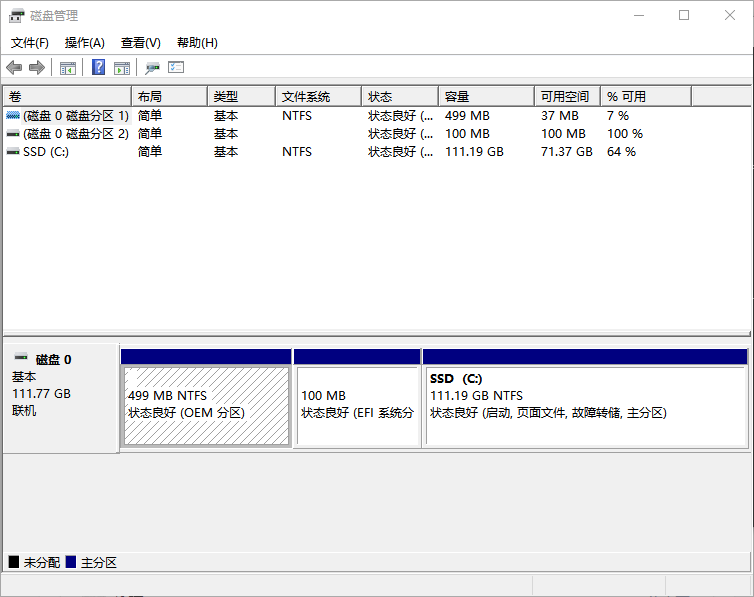 磁盘管理
文件(F) 操作(A) 查看(V) 帮助(H)
卷 布局 类型 文件系统 状态 容量 可用空间 % 可用
(磁盘 0 磁盘分区 1) 简单 基本 NTFS 状态良好 (... 499 MB 37 MB 7 %
(磁盘 0 磁盘分区 2) 简单 基本 状态良好 (... 100 MB 100 MB 100 %
SSD (C:) 简单 基本 NTFS 状态良好 (... 111.19 GB 71.37 GB 64 %
磁盘 0
基本
111.77 GB
联机
499 MB NTFS
状态良好 (OEM 分区)
100 MB
状态良好 (EFI 系统分
SSD (C:)
111.19 GB NTFS
状态良好 (启动, 页面文件, 故障转储, 主分区)
未分配 主分区